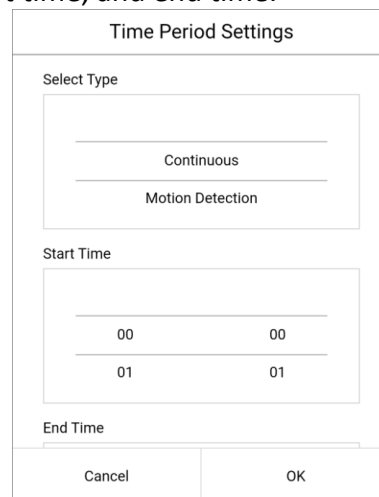 t time, and end time.
Time Period Settings
Select Type
Continuous
Motion Detection
Start Time
00 00
01 01
End Time
Cancel OK